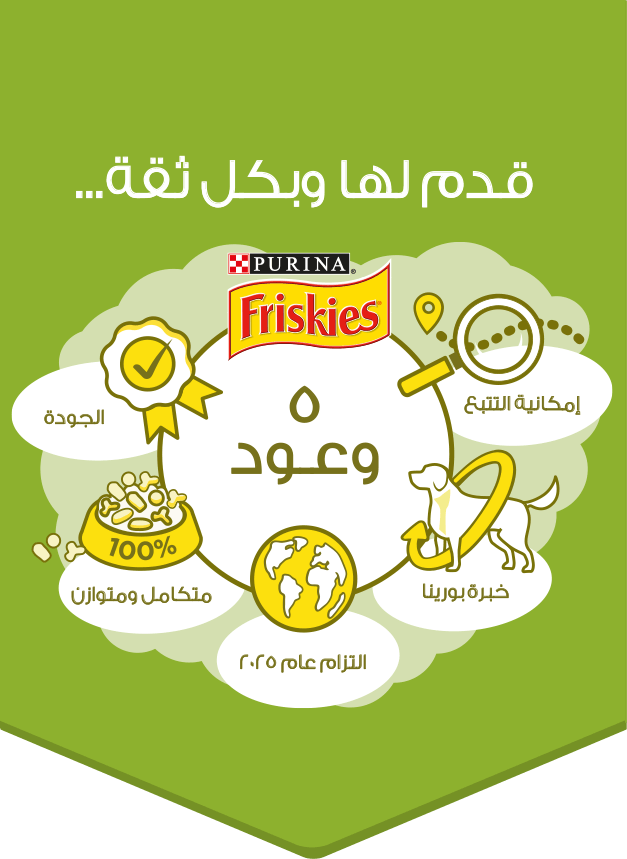 قدم لها وبكل ثقة...
PURINA®
Friskies®
٥
وعود
إمكانية التتبع
الجودة
100%
متكامل ومتوازن
خبرة بورينا
التزام عام ٢٠٢٥